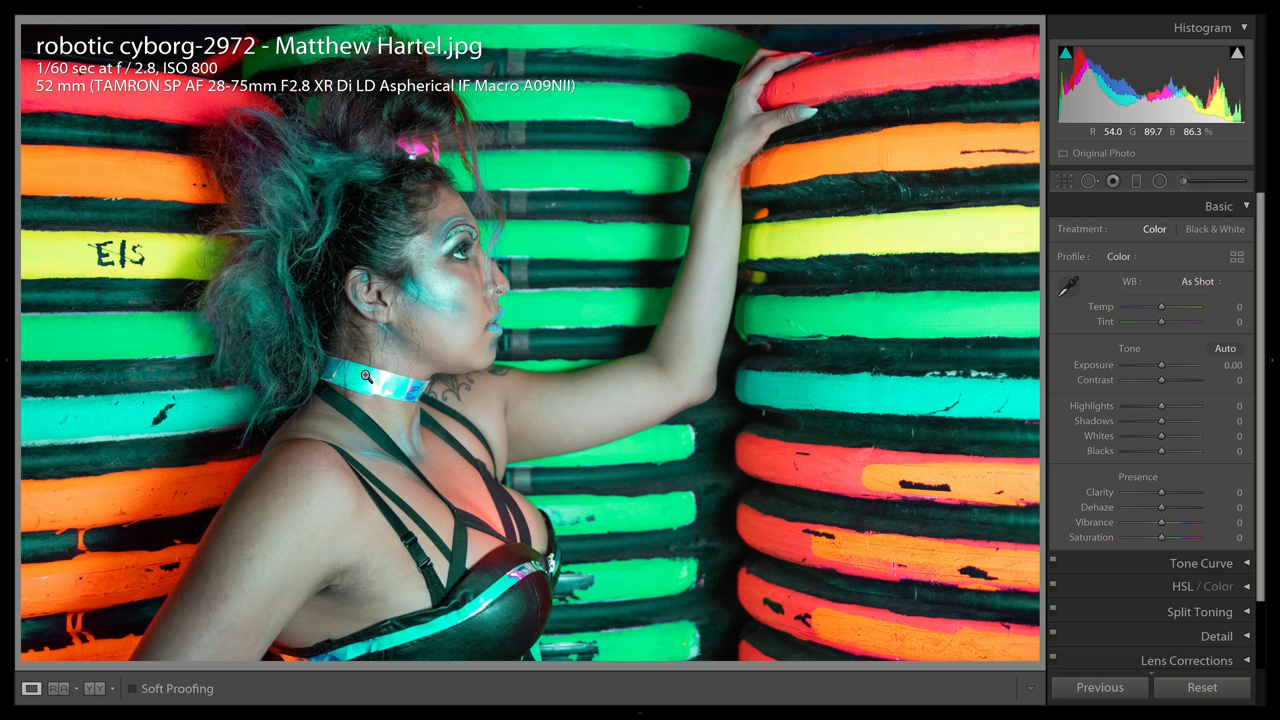 robotic cyborg-2972 - Matthew Hartel.jpg
1/60 sec at f / 2.8, ISO 800
52 mm (TAMRON SP AF 28-75mm F2.8 XR Di LD Aspherical IF Macro A09NII)
EIS
Histogram
R 54.0 G 89.7 B 86.3 %
Original Photo
Basic
Treatment : Color Black & White
Profile : Color
WB : As Shot
Temp 0
Tint 0
Tone Auto
Exposure 0.00
Contrast 0
Highlights 0
Shadows 0
Whites 0
Blacks 0
Presence
Clarity 0
Dehaze 0
Vibrance 0
Saturation 0
Tone Curve
HSL / Color
Split Toning
Detail
Lens Corrections
Previous Reset
R A Y Y Soft Proofing